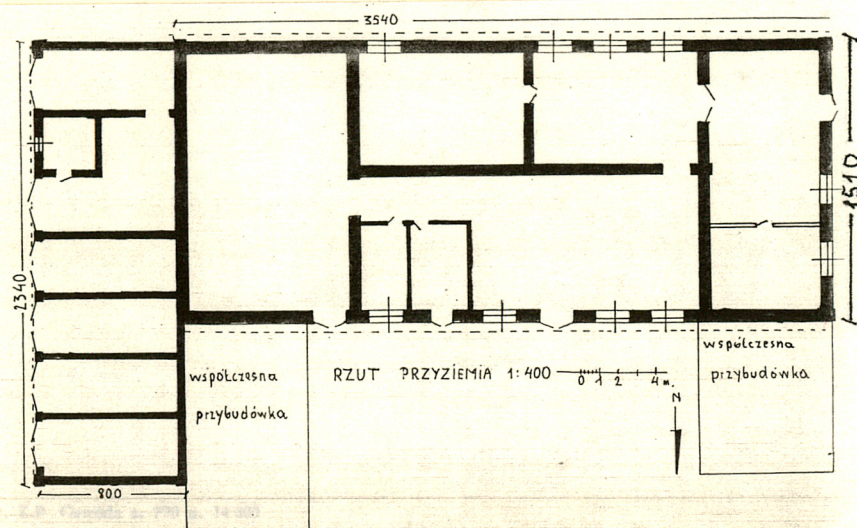 3540
2340
1510
współczesna
przybudówka
RZUT PRZYZIEMIA 1:400
0 1 2 4 m.
N
współczesna
przybudówka
800